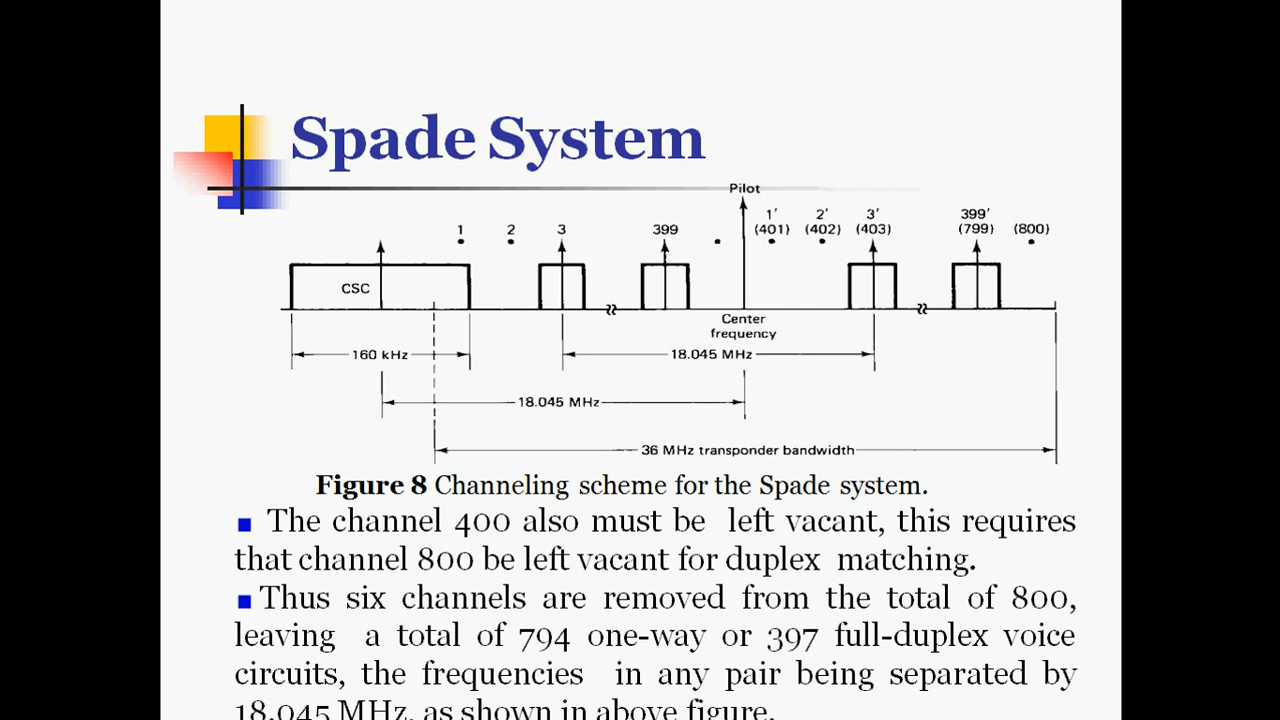 Spade System
Pilot
1 2 3 399 1' 2' 3' 399'
(401) (402) (403) (799) (800)
CSC
Center
frequency
160 kHz 18.045 MHz
18.045 MHz
36 MHz transponder bandwidth
Figure 8 Channeling scheme for the Spade system.
The channel 400 also must be left vacant, this requires
that channel 800 be left vacant for duplex matching.
Thus six channels are removed from the total of 800,
leaving a total of 794 one-way or 397 full-duplex voice
circuits, the frequencies in any pair being separated by
18.045 MHz, as shown in above figure.